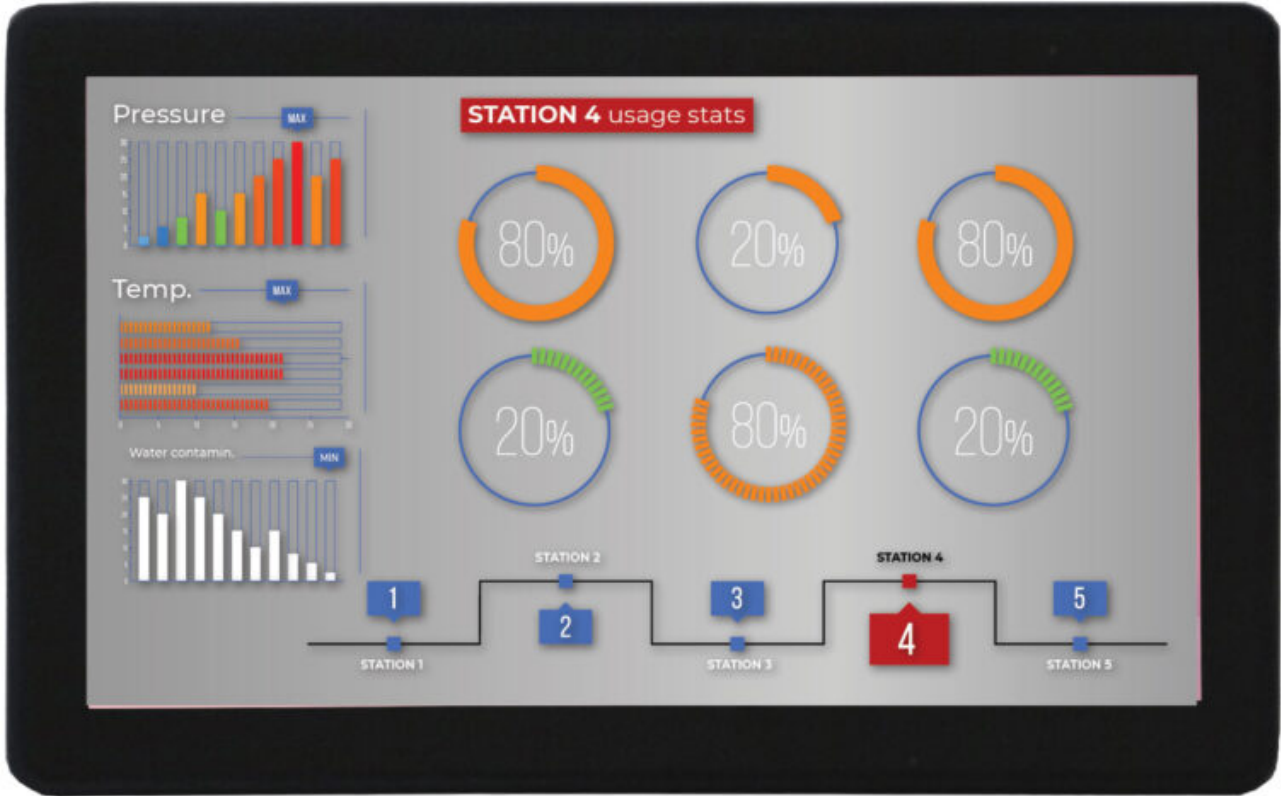 Pressure
MAX
STATION 4 usage stats
80%
20%
80%
Temp.
MAX
20%
80%
20%
Water contamin.
MIN
STATION 2
STATION 4
1
3
5
2
4
STATION 1
STATION 3
STATION 5